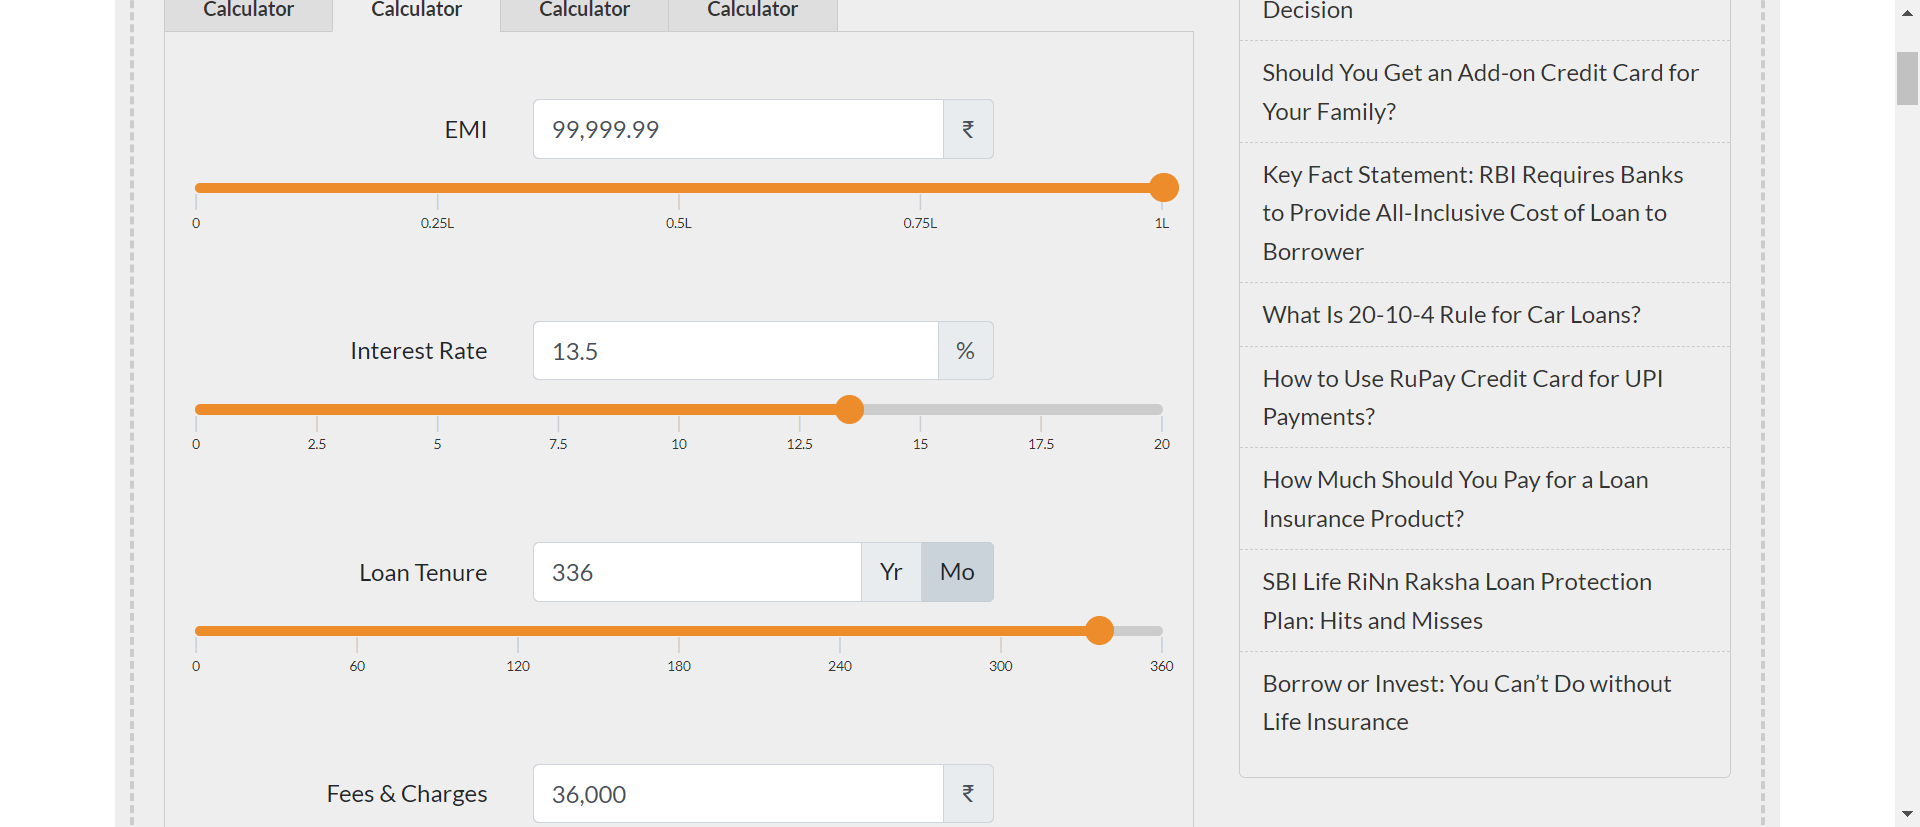 Calculator Calculator Calculator Calculator
EMI 99,999.99 ₹
0 0.25L 0.5L 0.75L 1L
Interest Rate 13.5 %
0 2.5 5 7.5 10 12.5 15 17.5 20
Loan Tenure 336 Yr Mo
0 60 120 180 240 300 360
Fees & Charges 36,000 ₹
Decision
Should You Get an Add-on Credit Card for
Your Family?
Key Fact Statement: RBI Requires Banks
to Provide All-Inclusive Cost of Loan to
Borrower
What Is 20-10-4 Rule for Car Loans?
How to Use RuPay Credit Card for UPI
Payments?
How Much Should You Pay for a Loan
Insurance Product?
SBI Life RiNn Raksha Loan Protection
Plan: Hits and Misses
Borrow or Invest: You Can’t Do without
Life Insurance